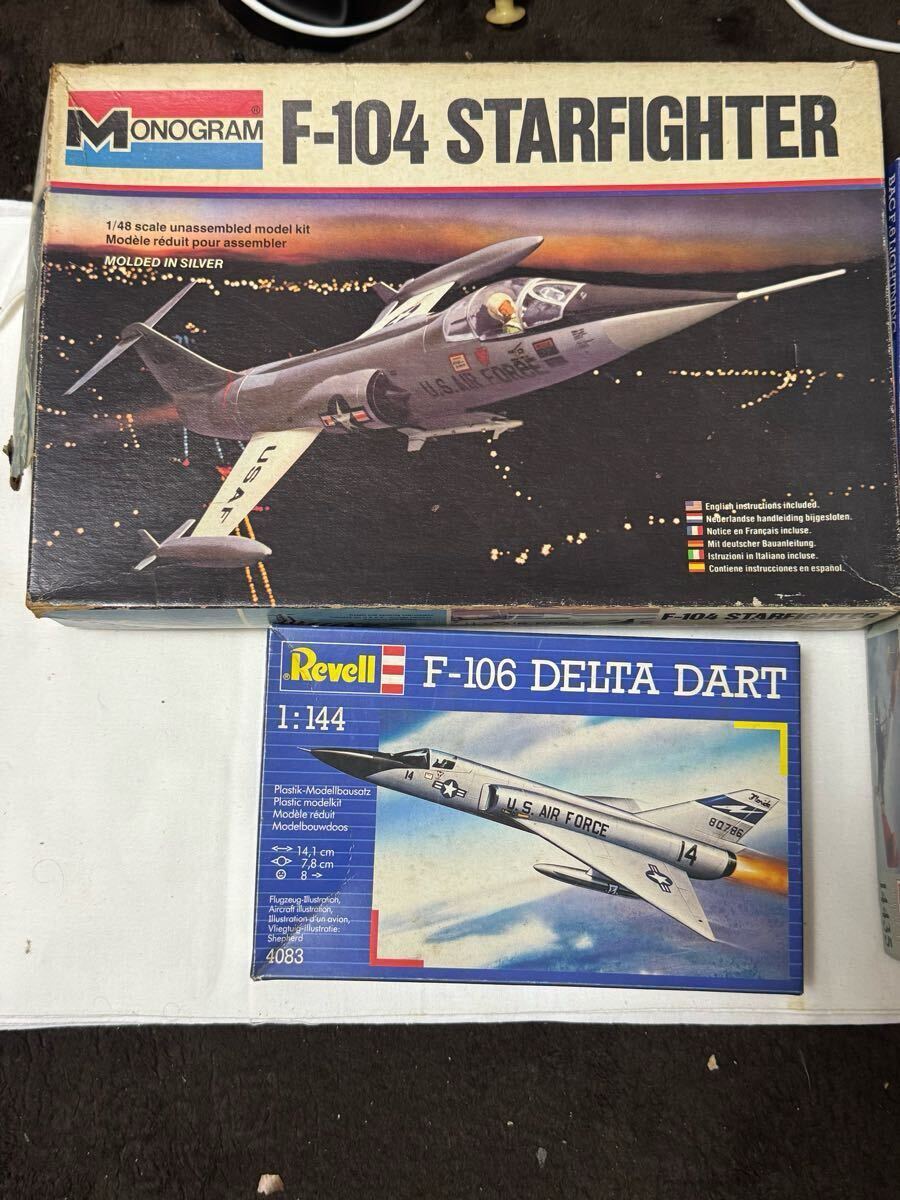 MONOGRAM®
F-104 STARFIGHTER
1/48 scale unassembled model kit
Modèle réduit pour assembler
MOLDED IN SILVER
U.S. AIR FORCE
USAF
English instructions included.
Nederlandse handleiding bijgesloten.
Notice en Français incluse.
Mit deutscher Bauanleitung.
Istruzioni in Italiano incluse.
Contiene instrucciones en español.
F-104 STARFIGHTER
BAC F.6 LIGHTNING
®Revell
F-106 DELTA DART
1:144
Plastik-Modellbausatz
Plastic modelkit
Modèle réduit
Modelbouwdoos
14,1 cm
7,8 cm
8 →
Flugzeug-Illustration,
Aircraft illustration,
Illustration d'un avion,
Vliegtuig-Illustratie:
Shepherd
4083
14
U.S. AIR FORCE
Florida
80786
14